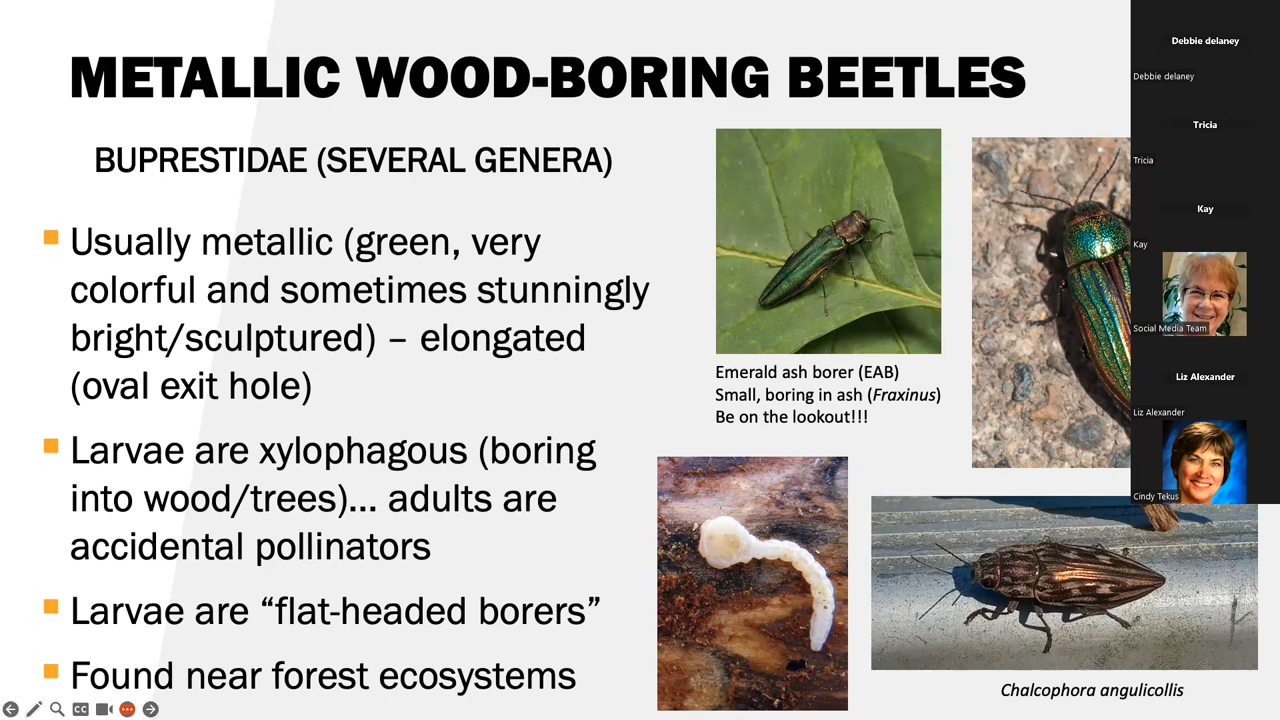 METALLIC WOOD-BORING BEETLES
BUPRESTIDAE (SEVERAL GENERA)
Usually metallic (green, very
colorful and sometimes stunningly
bright/sculptured) – elongated
(oval exit hole)
Larvae are xylophagous (boring
into wood/trees)... adults are
accidental pollinators
Larvae are “flat-headed borers”
Found near forest ecosystems
Emerald ash borer (EAB)
Small, boring in ash (Fraxinus)
Be on the lookout!!!
Chalcophora angulicollis
Debbie delaney
Debbie delaney
Tricia
Tricia
Kay
Kay
Social Media Team
Liz Alexander
Liz Alexander
Cindy Tekus
CC